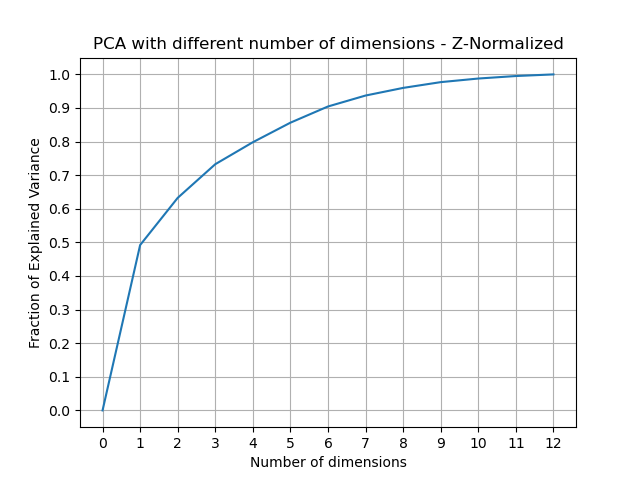 PCA with different number of dimensions - Z-Normalized
1.0
0.9
0.8
0.7
0.6
0.5
0.4
0.3
0.2
0.1
0.0
Fraction of Explained Variance
0 1 2 3 4 5 6 7 8 9 10 11 12
Number of dimensions